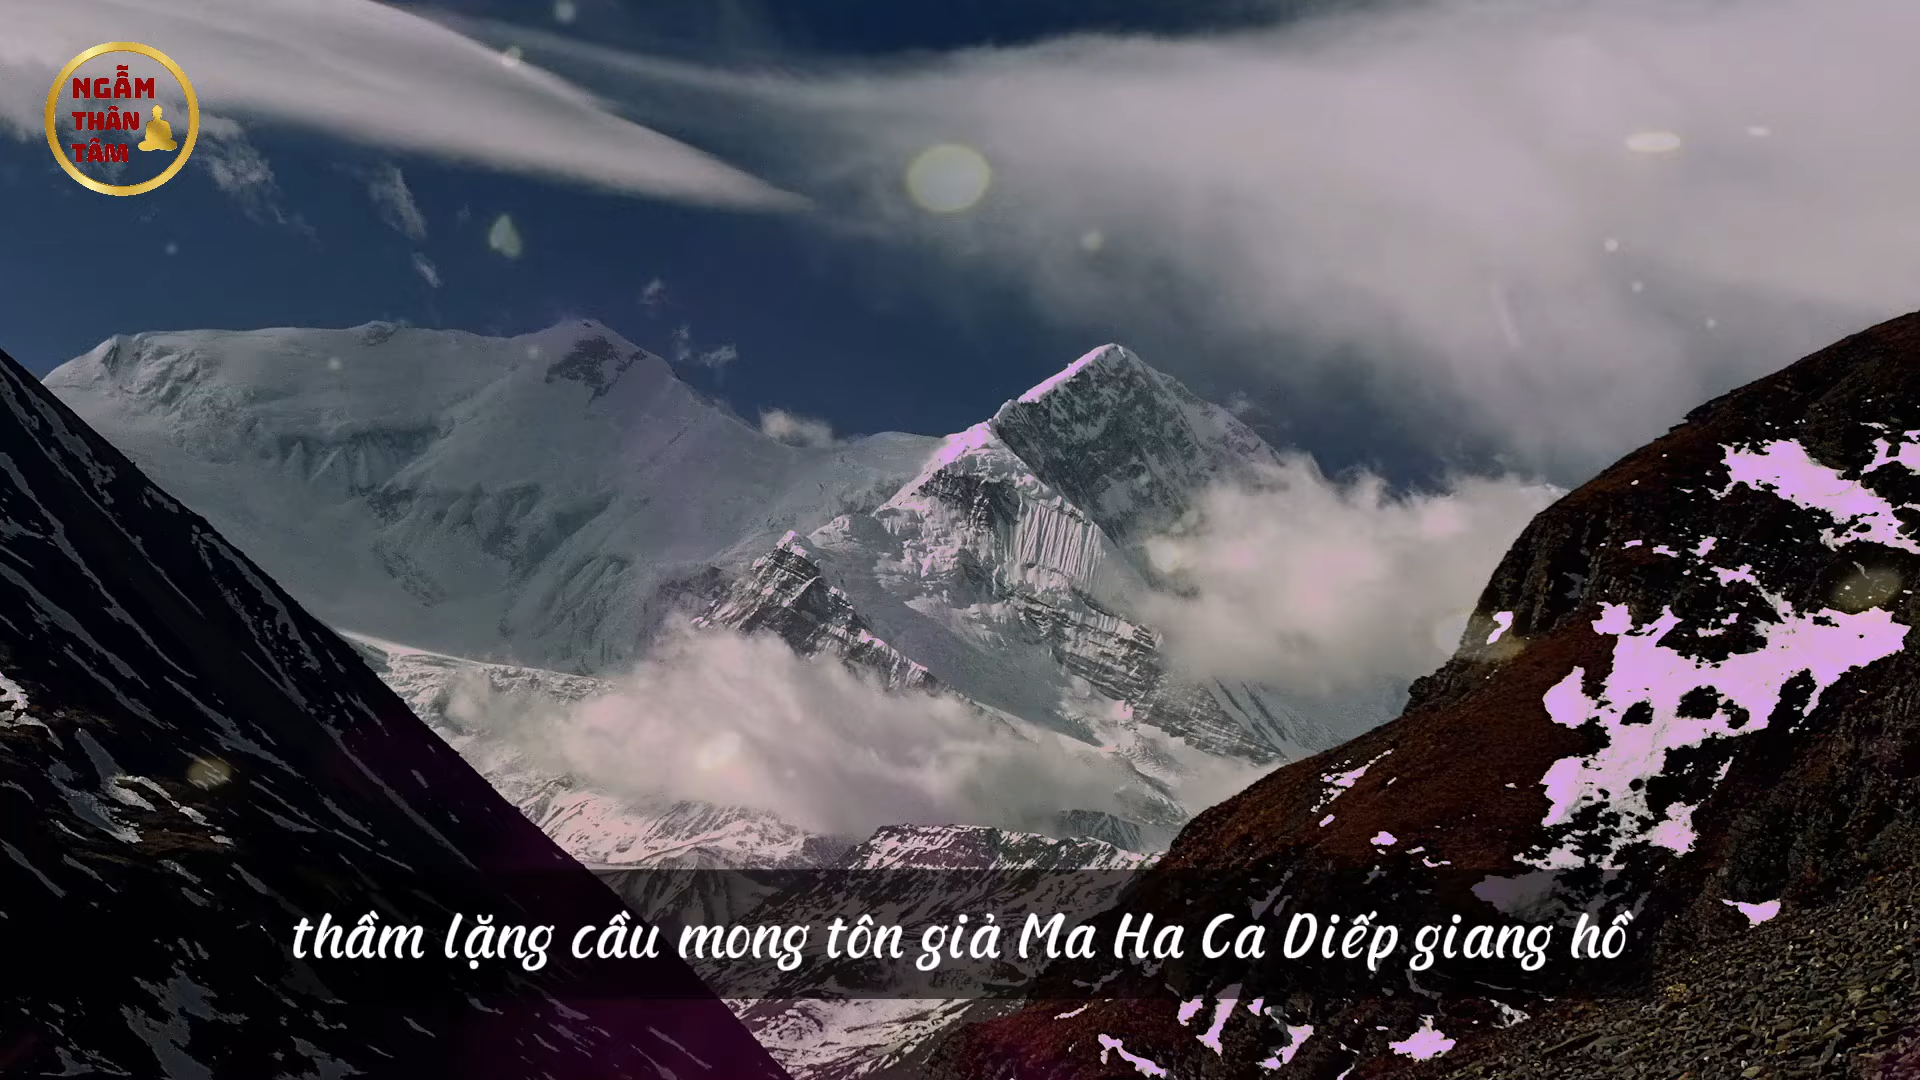 NGẪM
THÂN
TÂM
thầm lặng cầu mong tôn giả Ma Ha Ca Diếp giang hồ